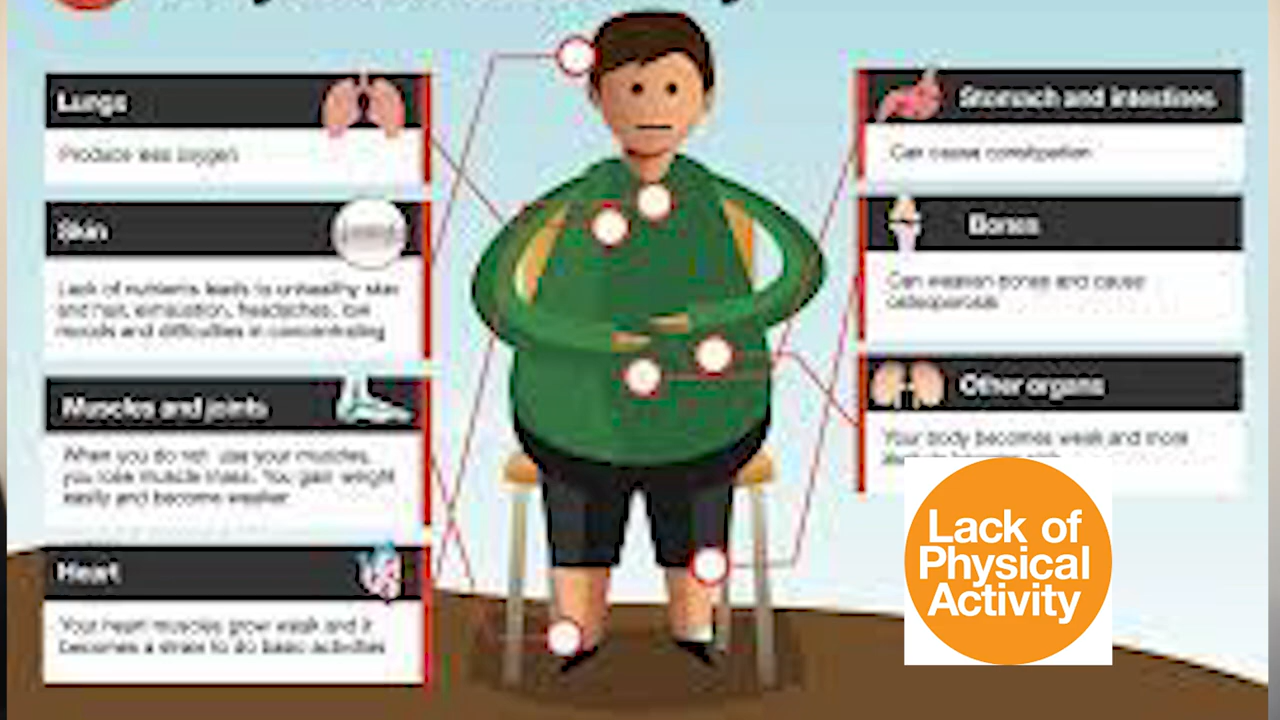 Lungs
Produce less oxygen
Skin
Lack of nutrients leads to unhealthy skin
and hair, exhaustion, headaches, low
moods and difficulties in concentrating
Muscles and joints
When you do not use your muscles,
you lose muscle mass. You gain weight
easily and become weaker
Heart
Your heart muscles grow weak and it
becomes a strain to do basic activities
Stomach and intestines
Can cause constipation
Bones
Can weaken bones and cause
osteoporosis
Other organs
Your body becomes weak and more
Lack of
Physical
Activity